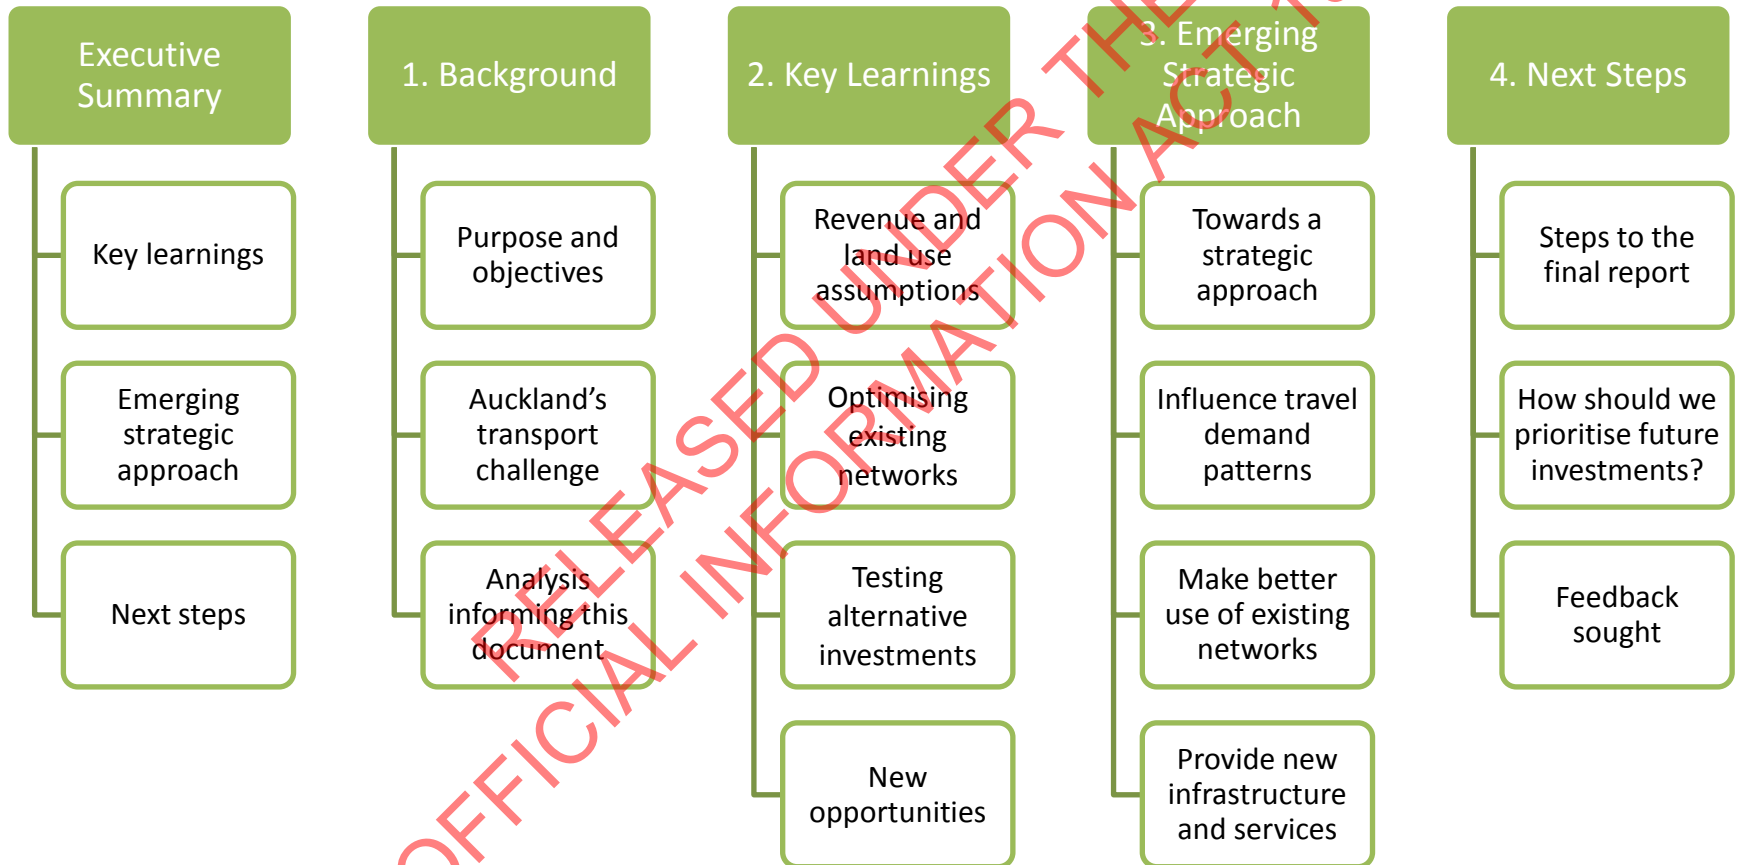 Executive
Summary
Key learnings
Emerging
strategic
approach
Next steps
1. Background
Purpose and
objectives
Auckland’s
transport
challenge
Analysis
informing this
document
2. Key Learnings
Revenue and
land use
assumptions
Optimising
existing
networks
Testing
alternative
investments
New
opportunities
3. Emerging
Strategic
Approach
Towards a
strategic
approach
Influence travel
demand
patterns
Make better
use of existing
networks
Provide new
infrastructure
and services
4. Next Steps
Steps to the
final report
How should we
prioritise future
investments?
Feedback
sought
RELEASED UNDER THE
OFFICIAL INFORMATION ACT